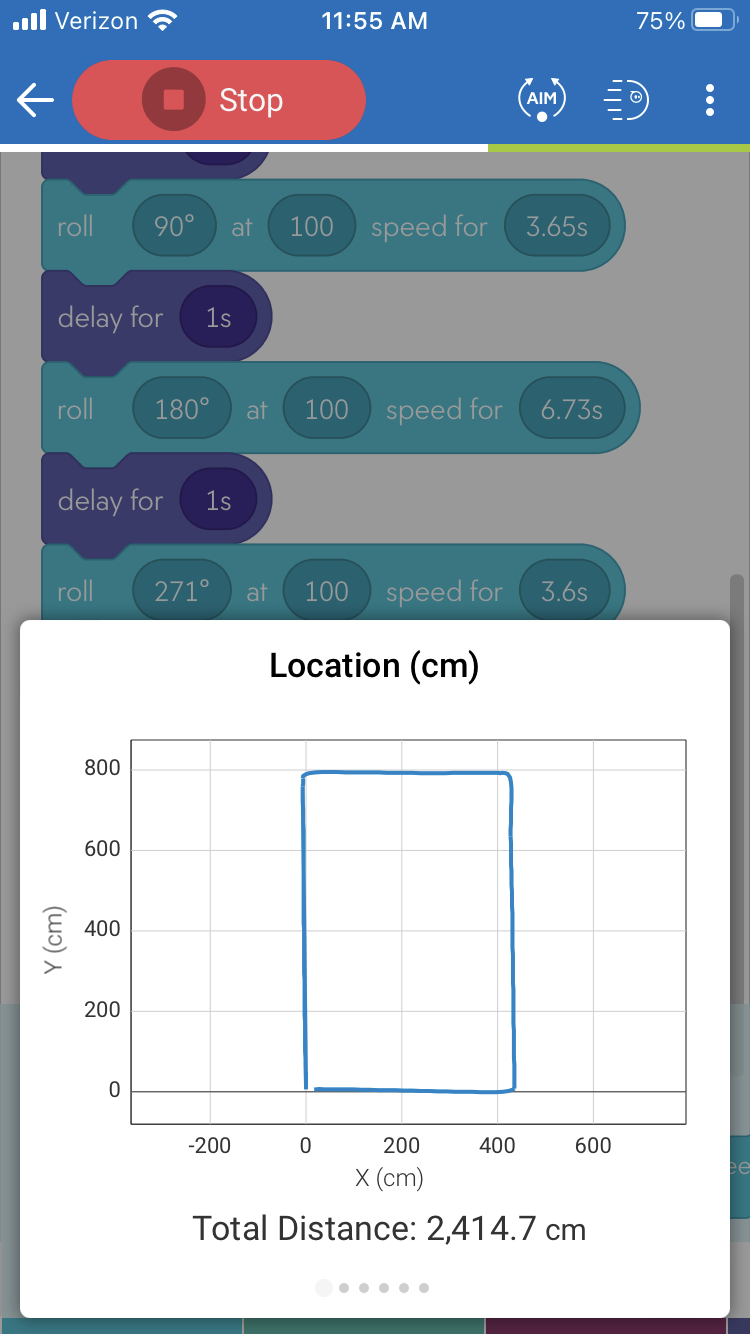 Verizon 11:55 AM 75%
Stop AIM
roll 90° at 100 speed for 3.65s
delay for 1s
roll 180° at 100 speed for 6.73s
delay for 1s
roll 271° at 100 speed for 3.6s
Location (cm)
800
600
400
200
0
Y (cm)
-200 0 200 400 600
X (cm)
Total Distance: 2,414.7 cm
ee